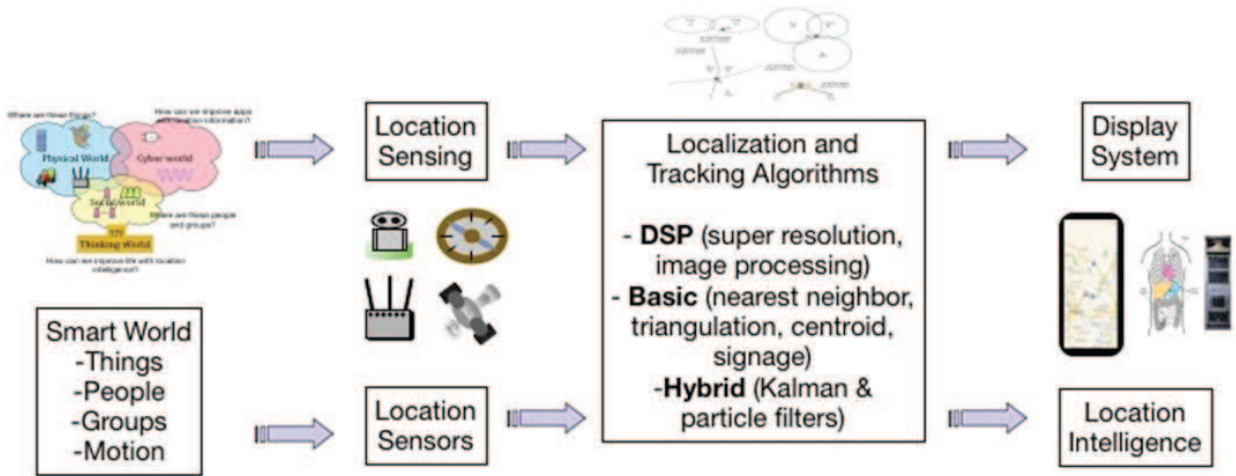 Where are these things?
How can we improve apps
with location information?
Physical World
Cyber world
Social world
Where are those people
and groups?
Thinking World
How can we improve life with location
intelligence?
Smart World
-Things
-People
-Groups
-Motion
Location
Sensing
Location
Sensors
Localization and
Tracking Algorithms
- DSP (super resolution,
image processing)
- Basic (nearest neighbor,
triangulation, centroid,
signage)
-Hybrid (Kalman &
particle filters)
Display
System
Location
Intelligence